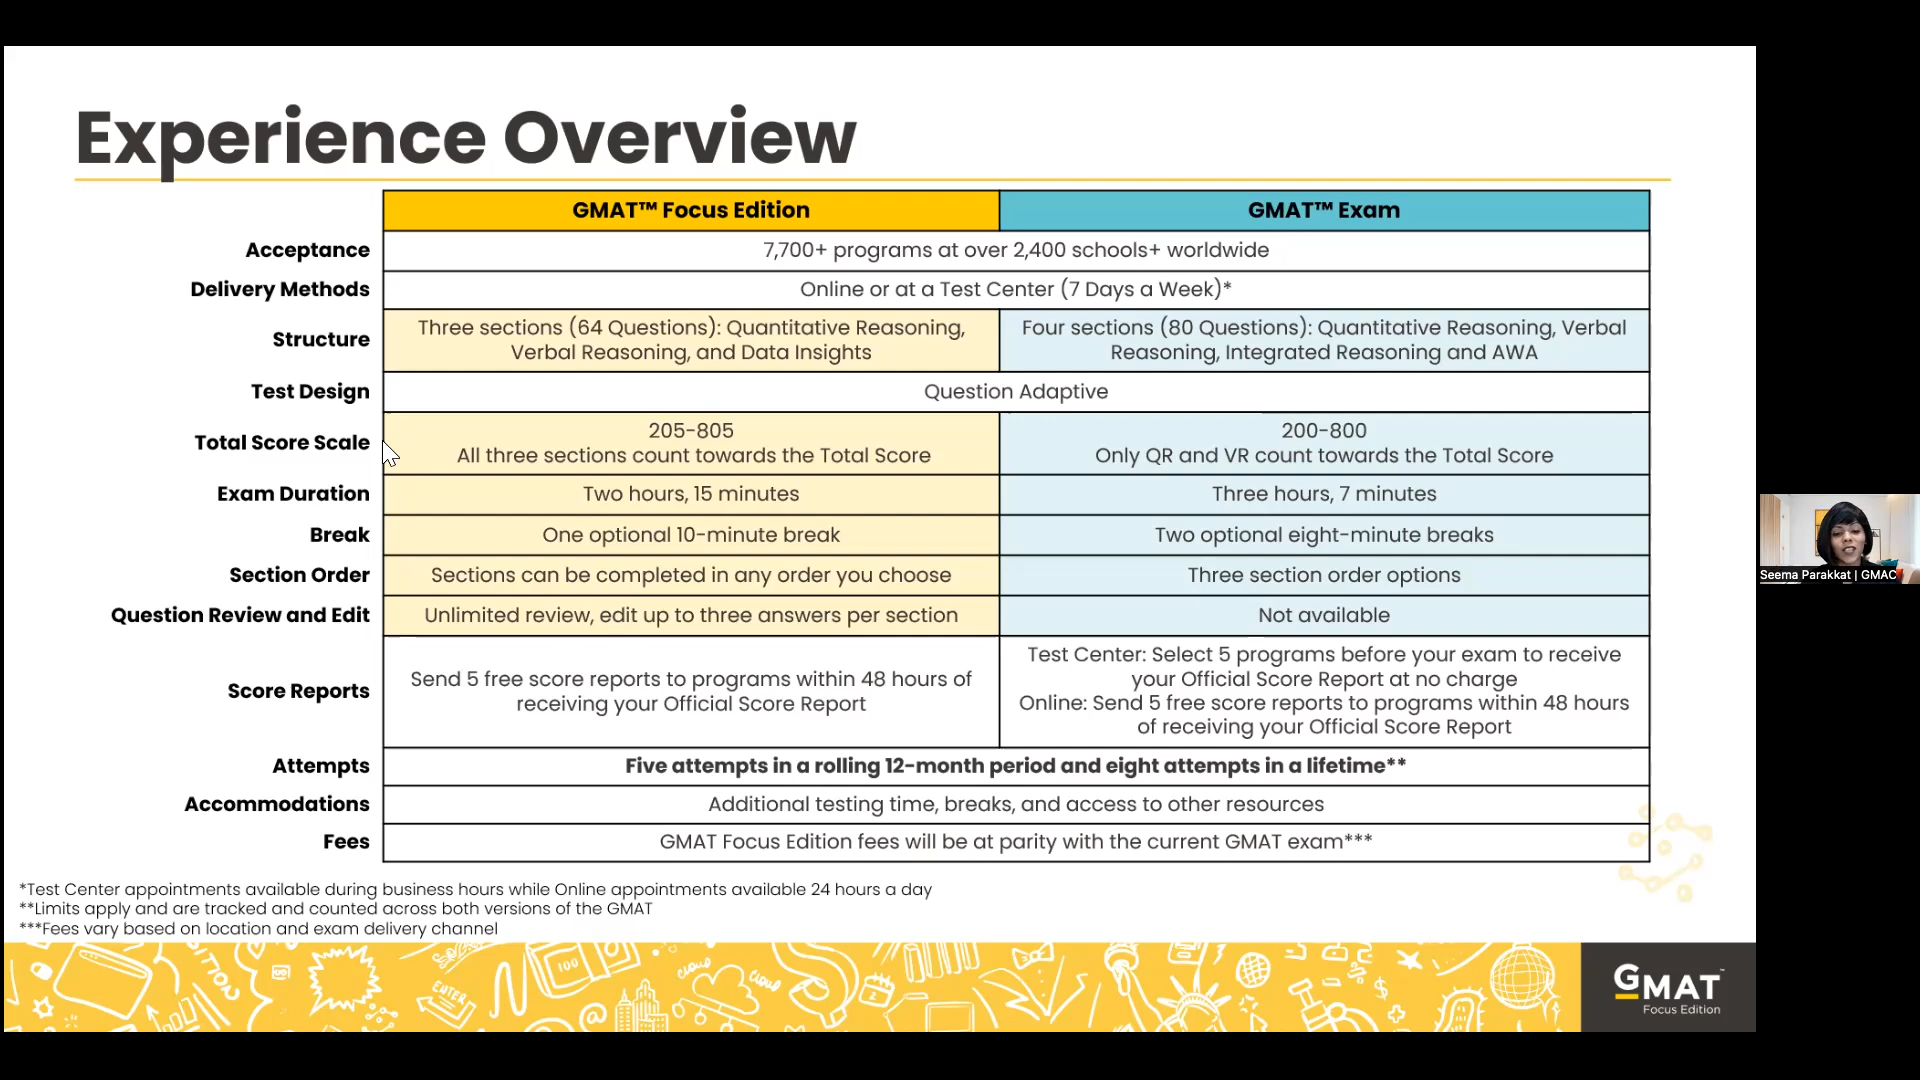 Experience Overview
GMAT™ Focus Edition
GMAT™ Exam
Acceptance
7,700+ programs at over 2,400 schools+ worldwide
Delivery Methods
Online or at a Test Center (7 Days a Week)*
Structure
Three sections (64 Questions): Quantitative Reasoning,
Verbal Reasoning, and Data Insights
Four sections (80 Questions): Quantitative Reasoning, Verbal
Reasoning, Integrated Reasoning and AWA
Test Design
Question Adaptive
Total Score Scale
205-805
All three sections count towards the Total Score
200-800
Only QR and VR count towards the Total Score
Exam Duration
Two hours, 15 minutes
Three hours, 7 minutes
Break
One optional 10-minute break
Two optional eight-minute breaks
Section Order
Sections can be completed in any order you choose
Three section order options
Question Review and Edit
Unlimited review, edit up to three answers per section
Not available
Score Reports
Send 5 free score reports to programs within 48 hours of
receiving your Official Score Report
Test Center: Select 5 programs before your exam to receive
your Official Score Report at no charge
Online: Send 5 free score reports to programs within 48 hours
of receiving your Official Score Report
Attempts
Five attempts in a rolling 12-month period and eight attempts in a lifetime**
Accommodations
Additional testing time, breaks, and access to other resources
Fees
GMAT Focus Edition fees will be at parity with the current GMAT exam***
*Test Center appointments available during business hours while Online appointments available 24 hours a day
**Limits apply and are tracked and counted across both versions of the GMAT
***Fees vary based on location and exam delivery channel
Seema Parakkat | GMAC
ENTER
100
@
CLOUD
CLOUD
GMAT™
Focus Edition